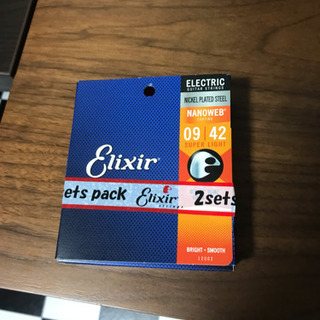 ELECTRIC
GUITAR STRINGS
NICKEL PLATED STEEL
NANOWEB®
09 | 42
SUPER LIGHT
Elixir
ets pack Elixir 2sets
STRINGS
BRIGHT • SMOOTH
12002